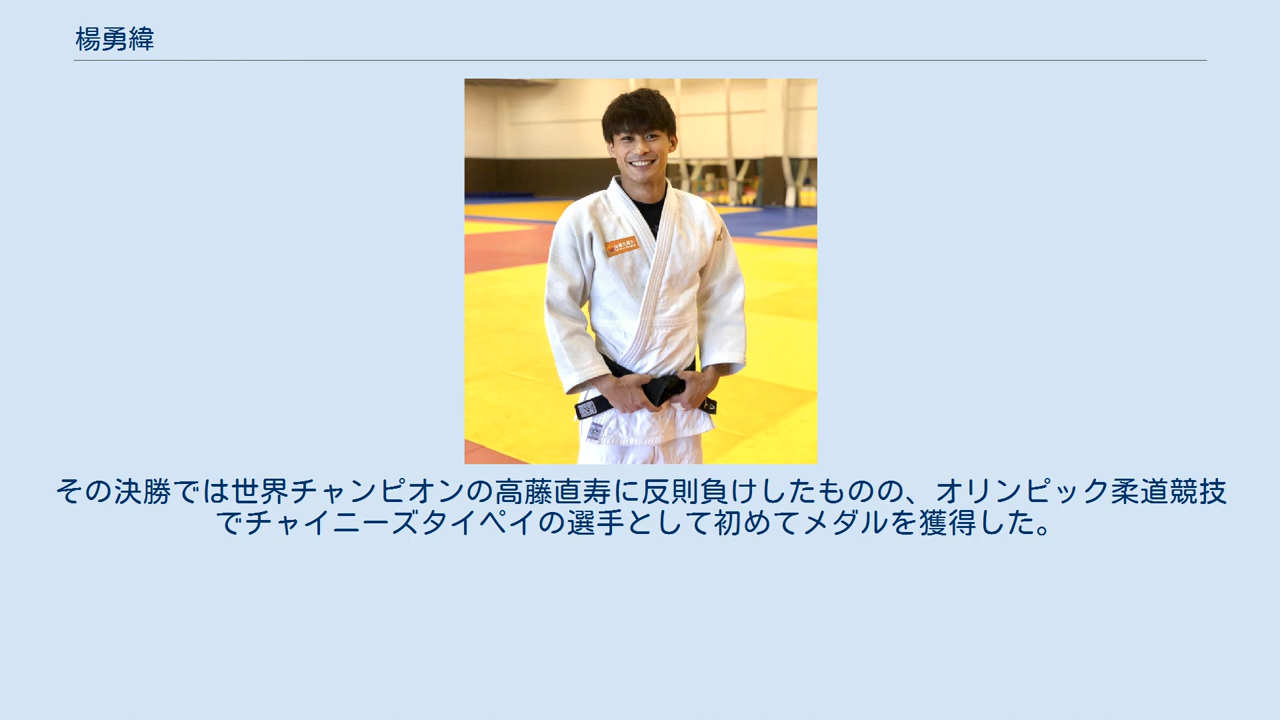 楊勇緯
その決勝では世界チャンピオンの高藤直寿に反則負けしたものの、オリンピック柔道競技
でチャイニーズタイペイの選手として初めてメダルを獲得した。